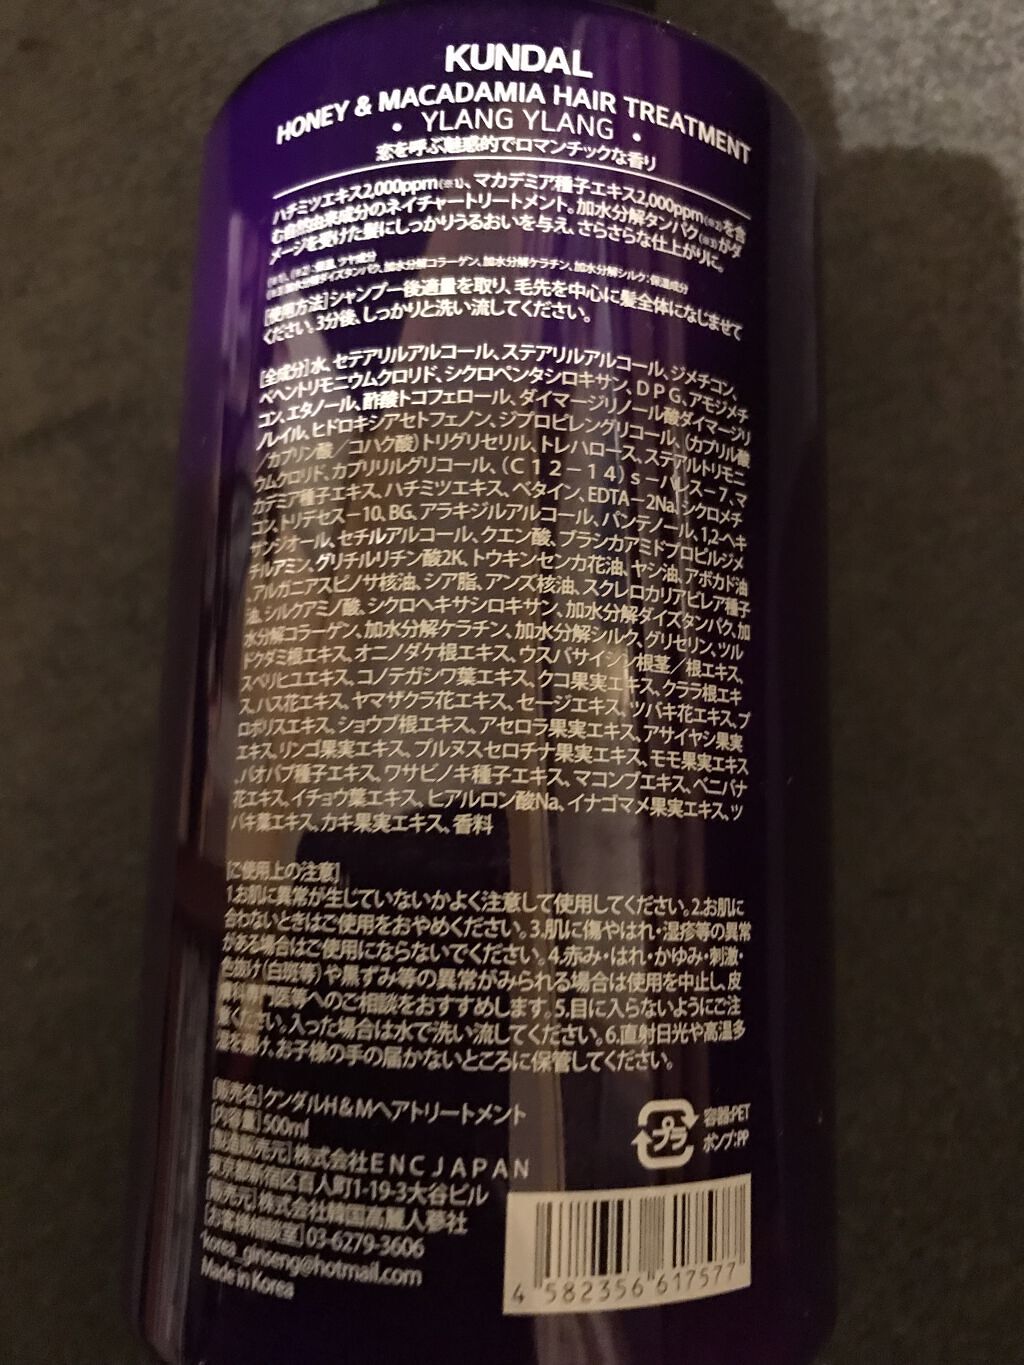 KUNDAL
HONEY & MACADAMIA HAIR TREATMENT
• YLANG YLANG •
恋を呼ぶ魅惑的でロマンチックな香り
ハチミツエキス2,000ppm(※1)、マカデミア種子エキス2,000ppm(※2)を含
む自然由来成分のネイチャートリートメント。加水分解タンパク(※3)がダ
メージを受けた髪にしっかりうるおいを与え、さらさらな仕上がりに。
(※1)、(※2):保湿、ツヤ成分
(※3)加水分解ダイズタンパク、加水分解コラーゲン、加水分解ケラチン、加水分解シルク:保湿成分
[使用方法]シャンプー後適量を取り、毛先を中心に髪全体になじませて
ください。3分後、しっかりと洗い流してください。
[全成分]水、セテアリルアルコール、ステアリルアルコール、ジメチコン、
ベヘントリモニウムクロリド、シクロペンタシロキサン、DPG、アモジメチ
コン、エタノール、酢酸トコフェロール、ダイマージリノール酸ダイマージリ
ノレイル、ヒドロキシアセトフェノン、ジプロピレングリコール、(カプリル酸
/カプリン酸/コハク酸)トリグリセリル、トレハロース、ステアルトリモニ
ウムクロリド、カプリリルグリコール、(C12-14)s-パレス-7、マ
カデミア種子エキス、ハチミツエキス、ベタイン、EDTA-2Na、シクロメチ
コン、トリデセス-10、BG、アラキジルアルコール、パンテノール、1,2-ヘキ
サンジオール、セチルアルコール、クエン酸、ブラシカアミドプロピルジメ
チルアミン、グリチルリチン酸2K、トウキンセンカ花油、ヤシ油、アボカド油
、アルガニアスピノサ核油、シア脂、アンズ核油、スクレロカリアビレア種子
油、シルクアミノ酸、シクロヘキサシロキサン、加水分解ダイズタンパク、加
水分解コラーゲン、加水分解ケラチン、加水分解シルク、グリセリン、ツル
ドクダミ根エキス、オニノダケ根エキス、ウスバサイシン根茎/根エキス、
スベリヒユエキス、コノテガシワ葉エキス、クコ果実エキス、クララ根エキ
ス、ハス花エキス、ヤマザクラ花エキス、セージエキス、ツバキ花エキス、プ
ロポリスエキス、ショウブ根エキス、アセロラ果実エキス、アサイヤシ果実
エキス、リンゴ果実エキス、プルヌスセロチナ果実エキス、モモ果実エキス
、バオバブ種子エキス、ワサビノキ種子エキス、マコンブエキス、ベニバナ
花エキス、イチョウ葉エキス、ヒアルロン酸Na、イナゴマメ果実エキス、ツ
バキ葉エキス、カキ果実エキス、香料
[ご使用上の注意]
1.お肌に異常が生じていないかよく注意して使用してください。2.お肌に
合わないときはご使用をおやめください。3.肌に傷やはれ・湿疹等の異常
がある場合はご使用にならないでください。4.赤み・はれ・かゆみ・刺激・
色抜け(白斑等)や黒ずみ等の異常がみられる場合は使用を中止し、皮
膚科専門医等へのご相談をおすすめします。5.目に入らないようにご注
意ください。入った場合は水で洗い流してください。6.直射日光や高温多
湿を避け、お子様の手の届かないところに保管してください。
[販売名]ケンダルH&Mヘアトリートメント
[内容量]500ml
[製造販売元]株式会社ENCJAPAN
東京都新宿区百人町1-19-3大谷ビル
[販売元]株式会社韓国高麗人蔘社
[お客様相談室]03-6279-3606
korea_ginseng@hotmail.com
Made in Korea
プラ
容器:PET
ポンプ:PP
4 582356 617577